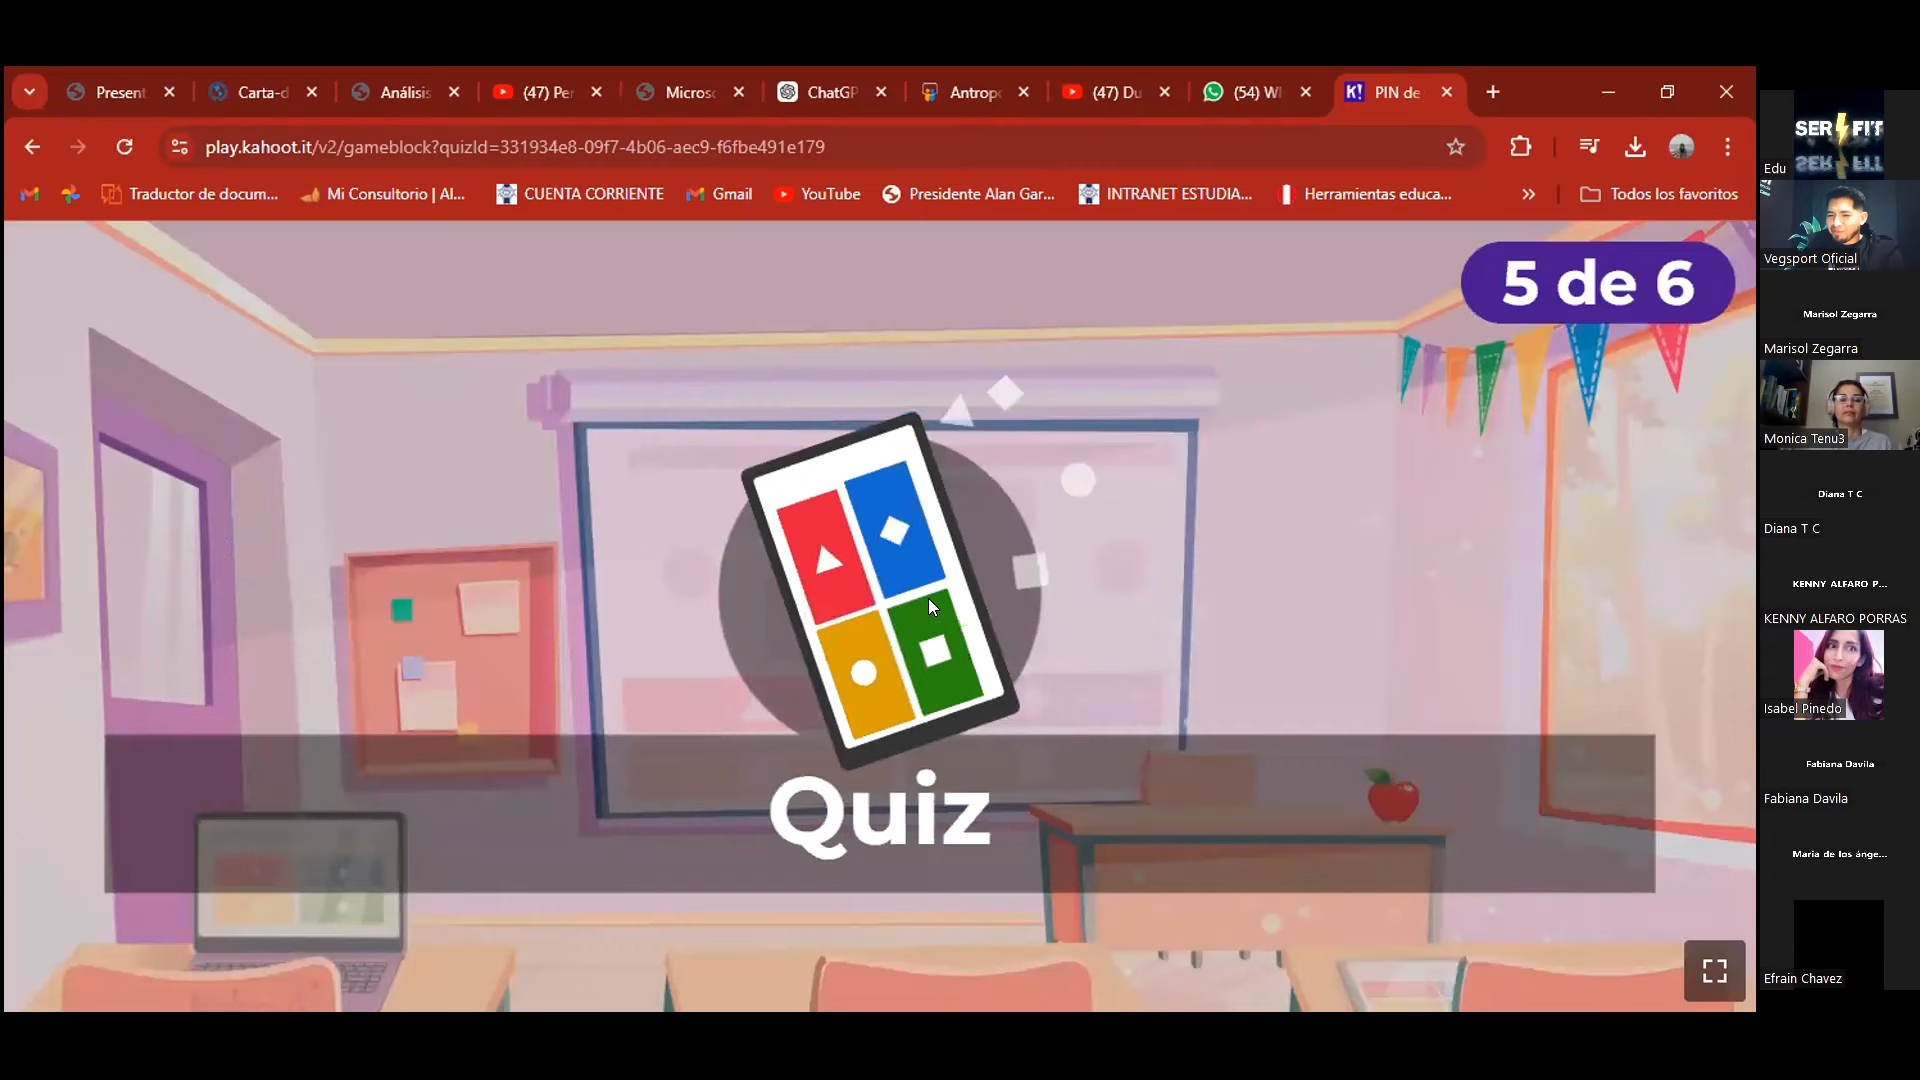 Present
Carta-d
Análisis
(47) Per
Microso
ChatGP
Antropo
(47) Du
(54) W
PIN de
play.kahoot.it/v2/gameblock?quizId=331934e8-09f7-4b06-aec9-f6fbe491e179
Traductor de docum...
Mi Consultorio | Al...
CUENTA CORRIENTE
Gmail
YouTube
Presidente Alan Gar...
INTRANET ESTUDIA...
Herramientas educa...
Todos los favoritos
5 de 6
Quiz
SER FIT
Edu
Vegsport Oficial
Marisol Zegarra
Marisol Zegarra
Monica Tenu3
Diana T C
Diana T C
KENNY ALFARO P...
KENNY ALFARO PORRAS
Isabel Pinedo
Fabiana Davila
Fabiana Davila
Maria de los ánge...
Efrain Chavez